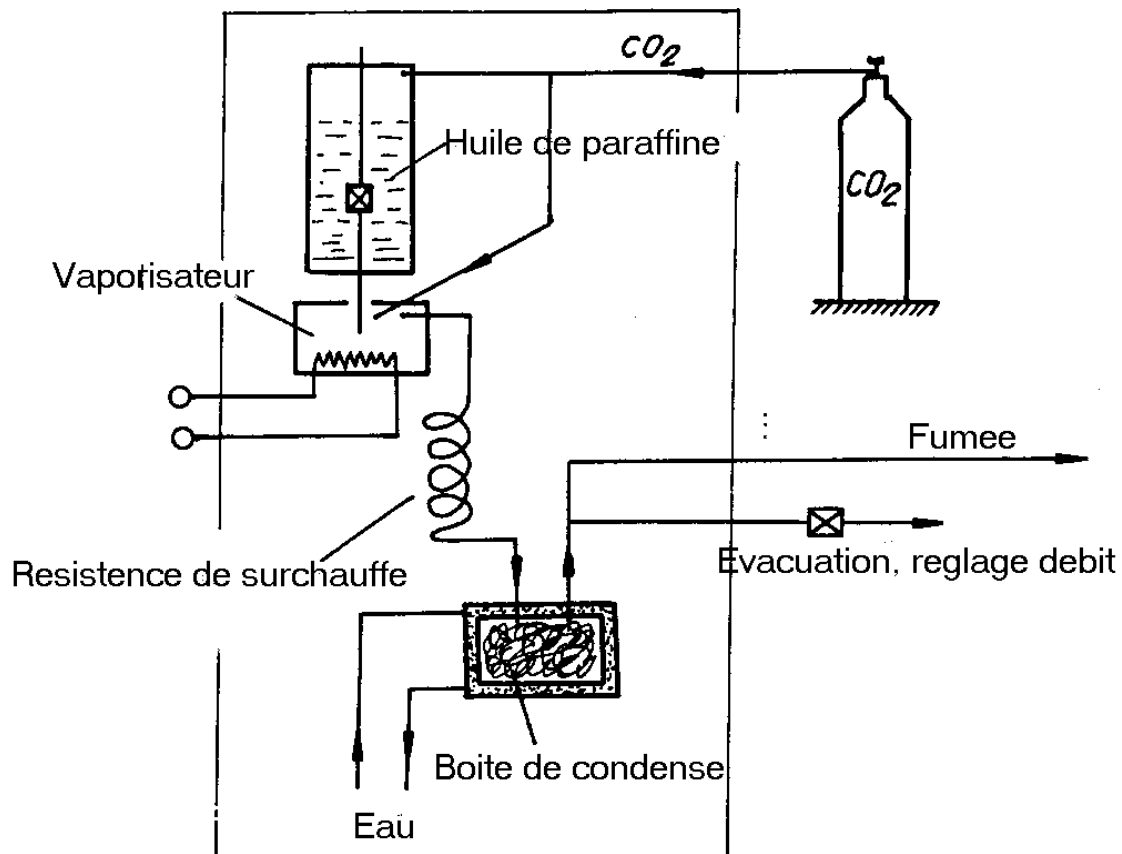 CO2
Huile de paraffine
CO2
Vaporisateur
Fumee
Evacuation, reglage debit
Resistence de surchauffe
Boite de condense
Eau